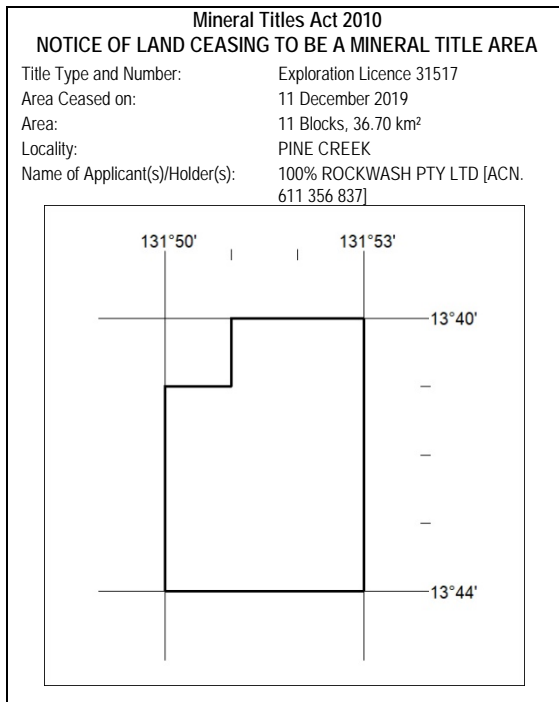 Mineral Titles Act 2010
NOTICE OF LAND CEASING TO BE A MINERAL TITLE AREA
Title Type and Number: Exploration Licence 31517
Area Ceased on: 11 December 2019
Area: 11 Blocks, 36.70 km²
Locality: PINE CREEK
Name of Applicant(s)/Holder(s): 100% ROCKWASH PTY LTD [ACN.
611 356 837]
131°50' 131°53'
13°40'
13°44'